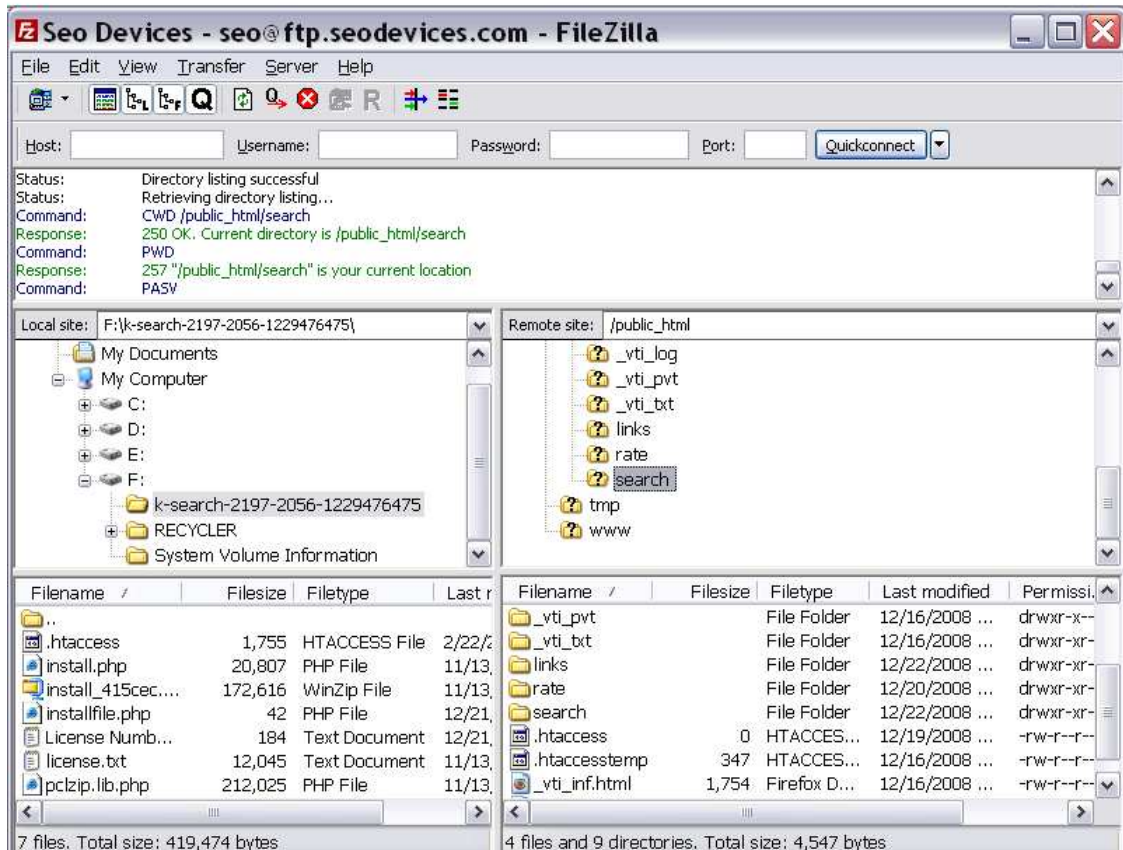 Seo Devices - seo@ftp.seodevices.com - FileZilla
File Edit View Transfer Server Help
Host: Username: Password: Port: Quickconnect
Status: Directory listing successful
Status: Retrieving directory listing...
Command: CWD /public_html/search
Response: 250 OK. Current directory is /public_html/search
Command: PWD
Response: 257 "/public_html/search" is your current location
Command: PASV
Local site: F:\k-search-2197-2056-1229476475\
My Documents
My Computer
C:
D:
E:
F:
k-search-2197-2056-1229476475
RECYCLER
System Volume Information
Remote site: /public_html
_vti_log
_vti_pvt
_vti_txt
links
rate
search
tmp
www
Filename / Filesize Filetype Last r
..
.htaccess 1,755 HTACCESS File 2/22/2
install.php 20,807 PHP File 11/13,
install_415cec.... 172,616 WinZip File 11/13,
installfile.php 42 PHP File 12/21,
License Numb... 184 Text Document 12/21,
license.txt 12,045 Text Document 11/13,
pclzip.lib.php 212,025 PHP File 11/13,
7 files. Total size: 419,474 bytes
Filename / Filesize Filetype Last modified Permissi.
_vti_pvt File Folder 12/16/2008 ... drwxr-x--
_vti_txt File Folder 12/16/2008 ... drwxr-xr-
links File Folder 12/22/2008 ... drwxr-xr-
rate File Folder 12/20/2008 ... drwxr-xr-
search File Folder 12/22/2008 ... drwxr-xr-
.htaccess 0 HTACCES... 12/19/2008 ... -rw-r--r--
.htaccesstemp 347 HTACCES... 12/16/2008 ... -rw-r--r--
_vti_inf.html 1,754 Firefox D... 12/16/2008 ... -rw-r--r--
4 files and 9 directories. Total size: 4,547 bytes